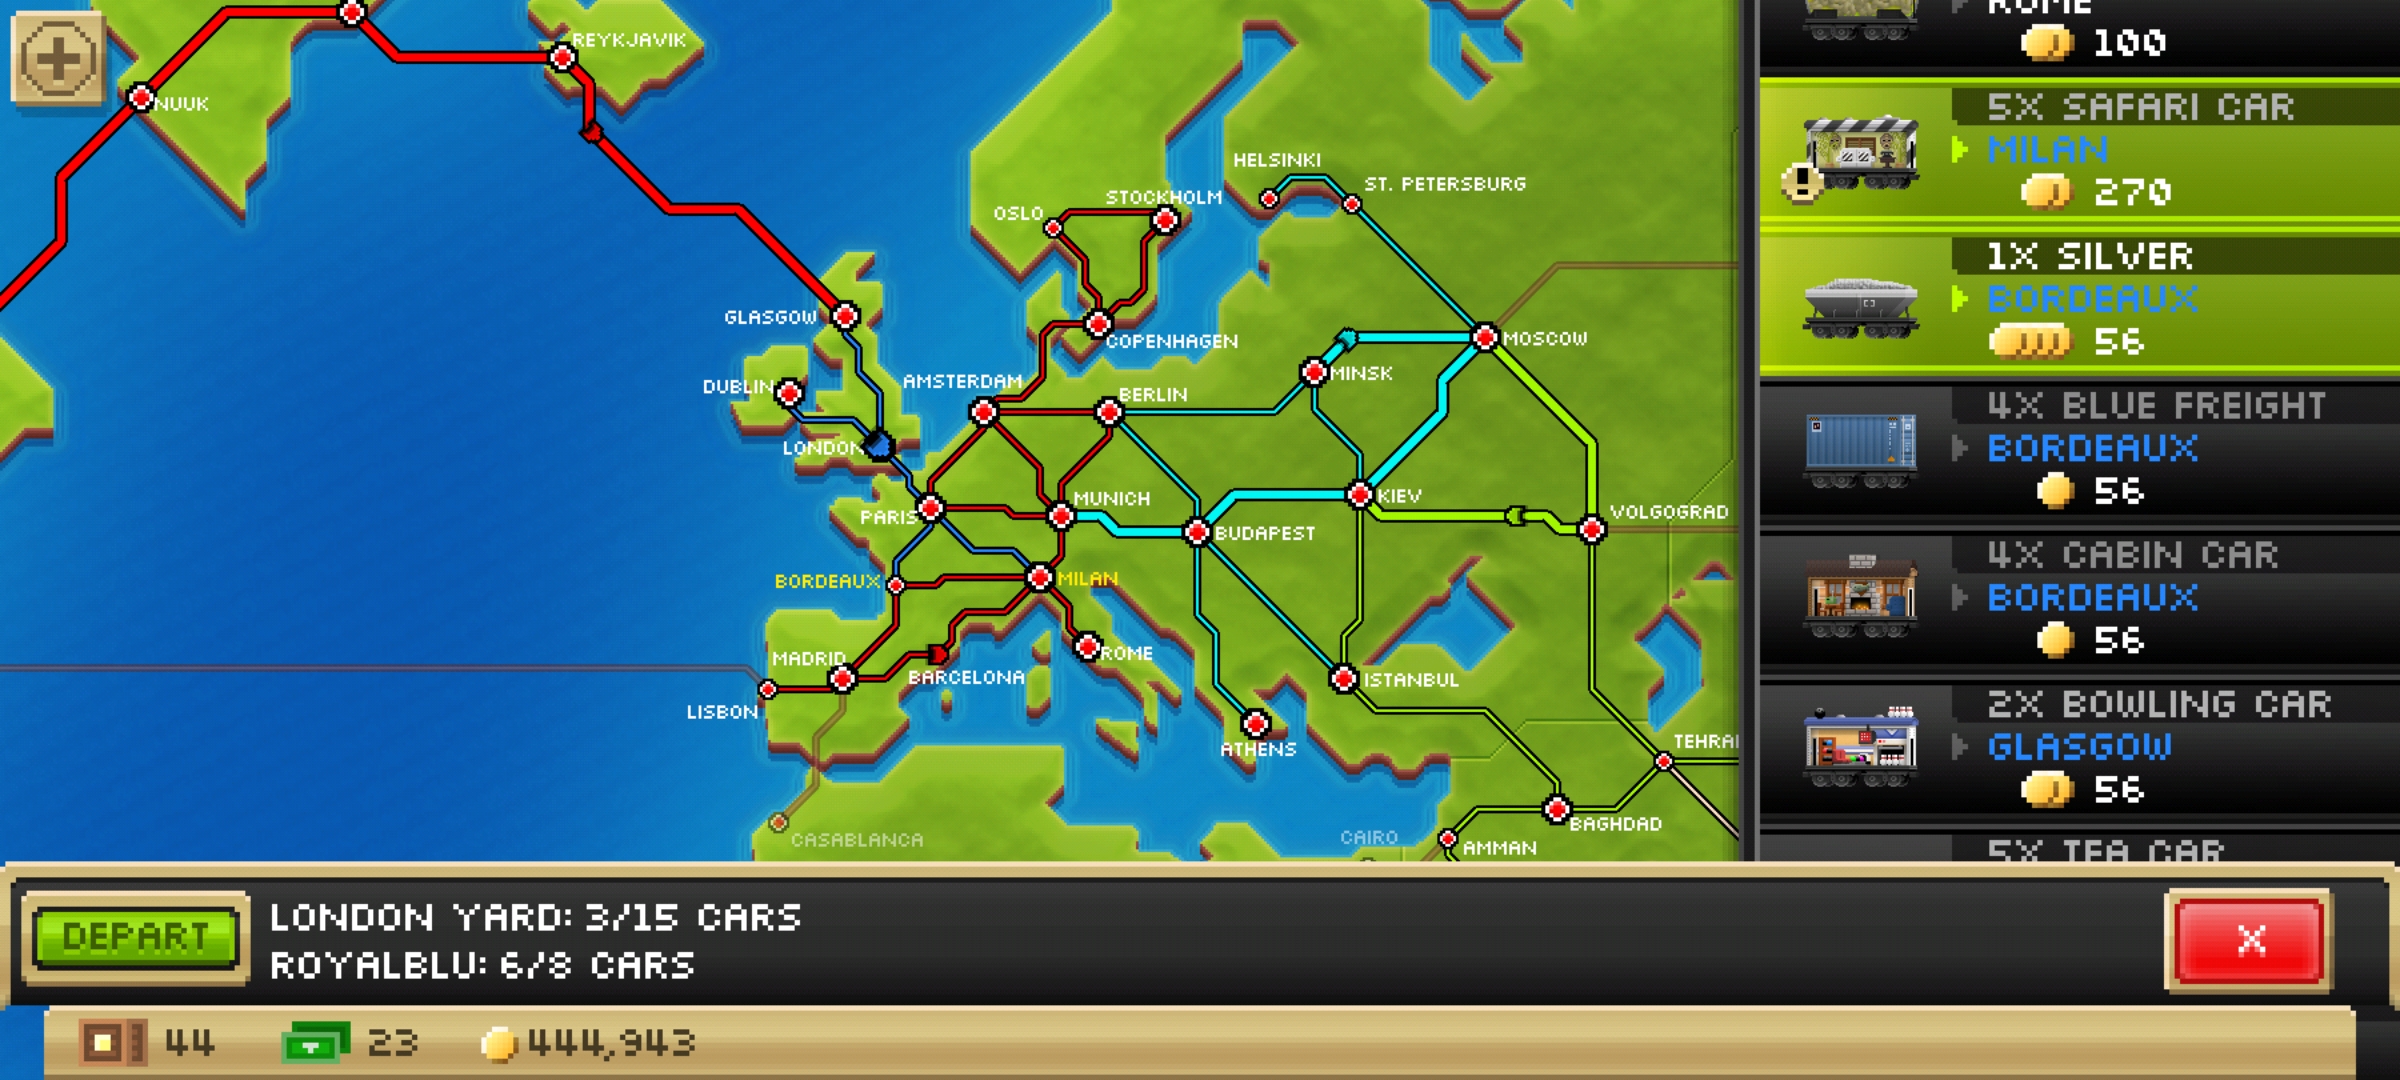 REYKJAVIK
NUUK
HELSINKI
ST. PETERSBURG
STOCKHOLM
OSLO
GLASGOW
COPENHAGEN
MOSCOW
DUBLIN
AMSTERDAM
BERLIN
MINSK
LONDON
MUNICH
KIEV
PARIS
VOLGOGRAD
BUDAPEST
BORDEAUX
MILAN
MADRID
ROME
BARCELONA
ISTANBUL
LISBON
ATHENS
TEHRA
BAGHDAD
CASABLANCA
CAIRO
AMMAN
ROME
100
5X SAFARI CAR
MILAN
270
1X SILVER
BORDEAUX
56
4X BLUE FREIGHT
BORDEAUX
56
4X CABIN CAR
BORDEAUX
56
2X BOWLING CAR
GLASGOW
56
5X TEA CAR
DEPART
LONDON YARD: 3/15 CARS
ROYALBLU: 6/8 CARS
X
44
23
444,943